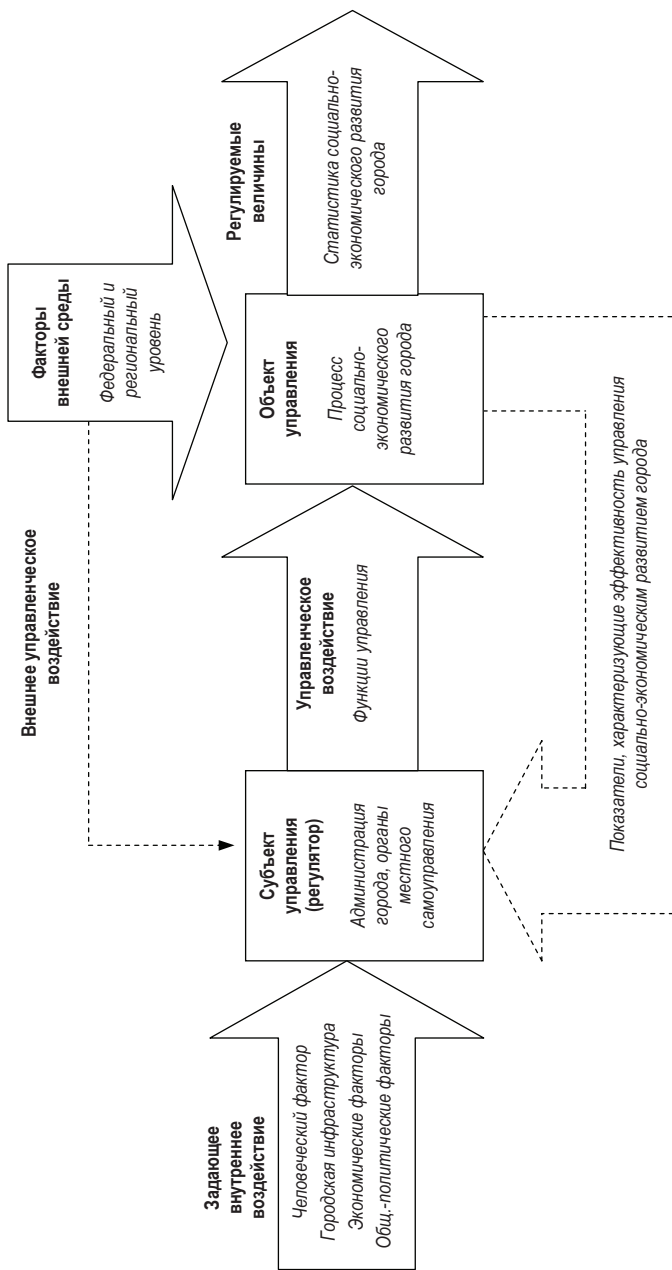 Задающее
внутреннее
воздействие
Человеческий фактор
Городская инфраструктура
Экономические факторы
Общ.-политические факторы
Внешнее управленческое
воздействие
Субъект
управления
(регулятор)
Администрация
города, органы
местного
самоуправления
Управленческое
воздействие
Функции управления
Факторы
внешней среды
Федеральный и
региональный
уровень
Объект
управления
Процесс
социально-
экономического
развития города
Регулируемые
величины
Статистика социально-
экономического развития
города
Показатели, характеризующие эффективность управления
социально-экономическим развитием города